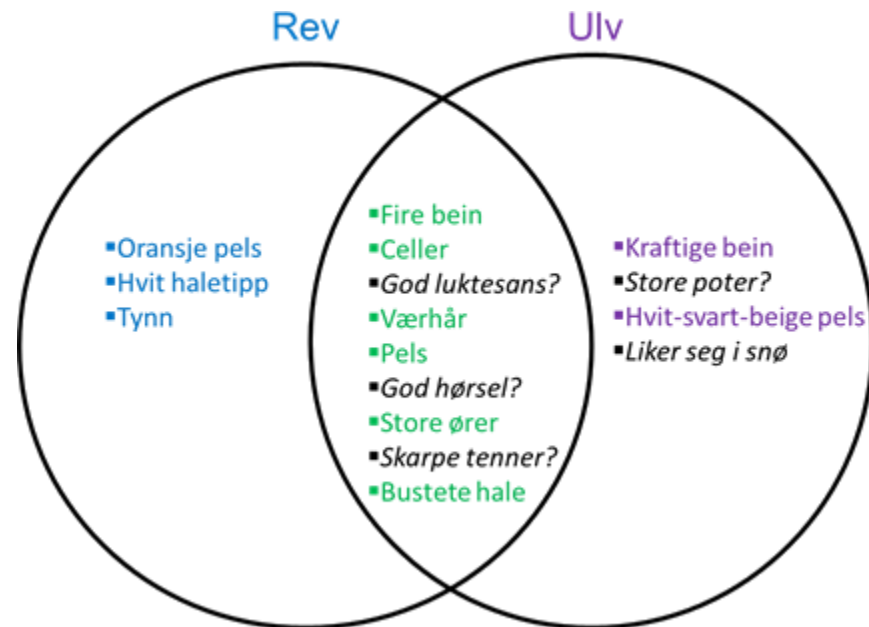 Rev
Ulv
▪Oransje pels
▪Hvit haletipp
▪Tynn
▪Fire bein
▪Celler
▪God luktesans?
▪Værhår
▪Pels
▪God hørsel?
▪Store ører
▪Skarpe tenner?
▪Bustete hale
▪Kraftige bein
▪Store poter?
▪Hvit-svart-beige pels
▪Liker seg i snø